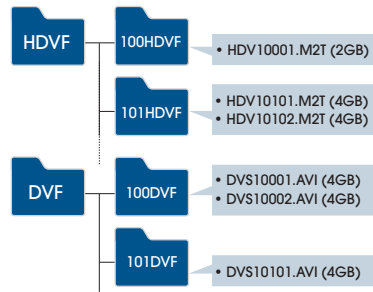 HDVF
100HDVF
• HDV10001.M2T (2GB)
101HDVF
• HDV10101.M2T (4GB)
• HDV10102.M2T (4GB)
DVF
100DVF
• DVS10001.AVI (4GB)
• DVS10002.AVI (4GB)
101DVF
• DVS10101.AVI (4GB)